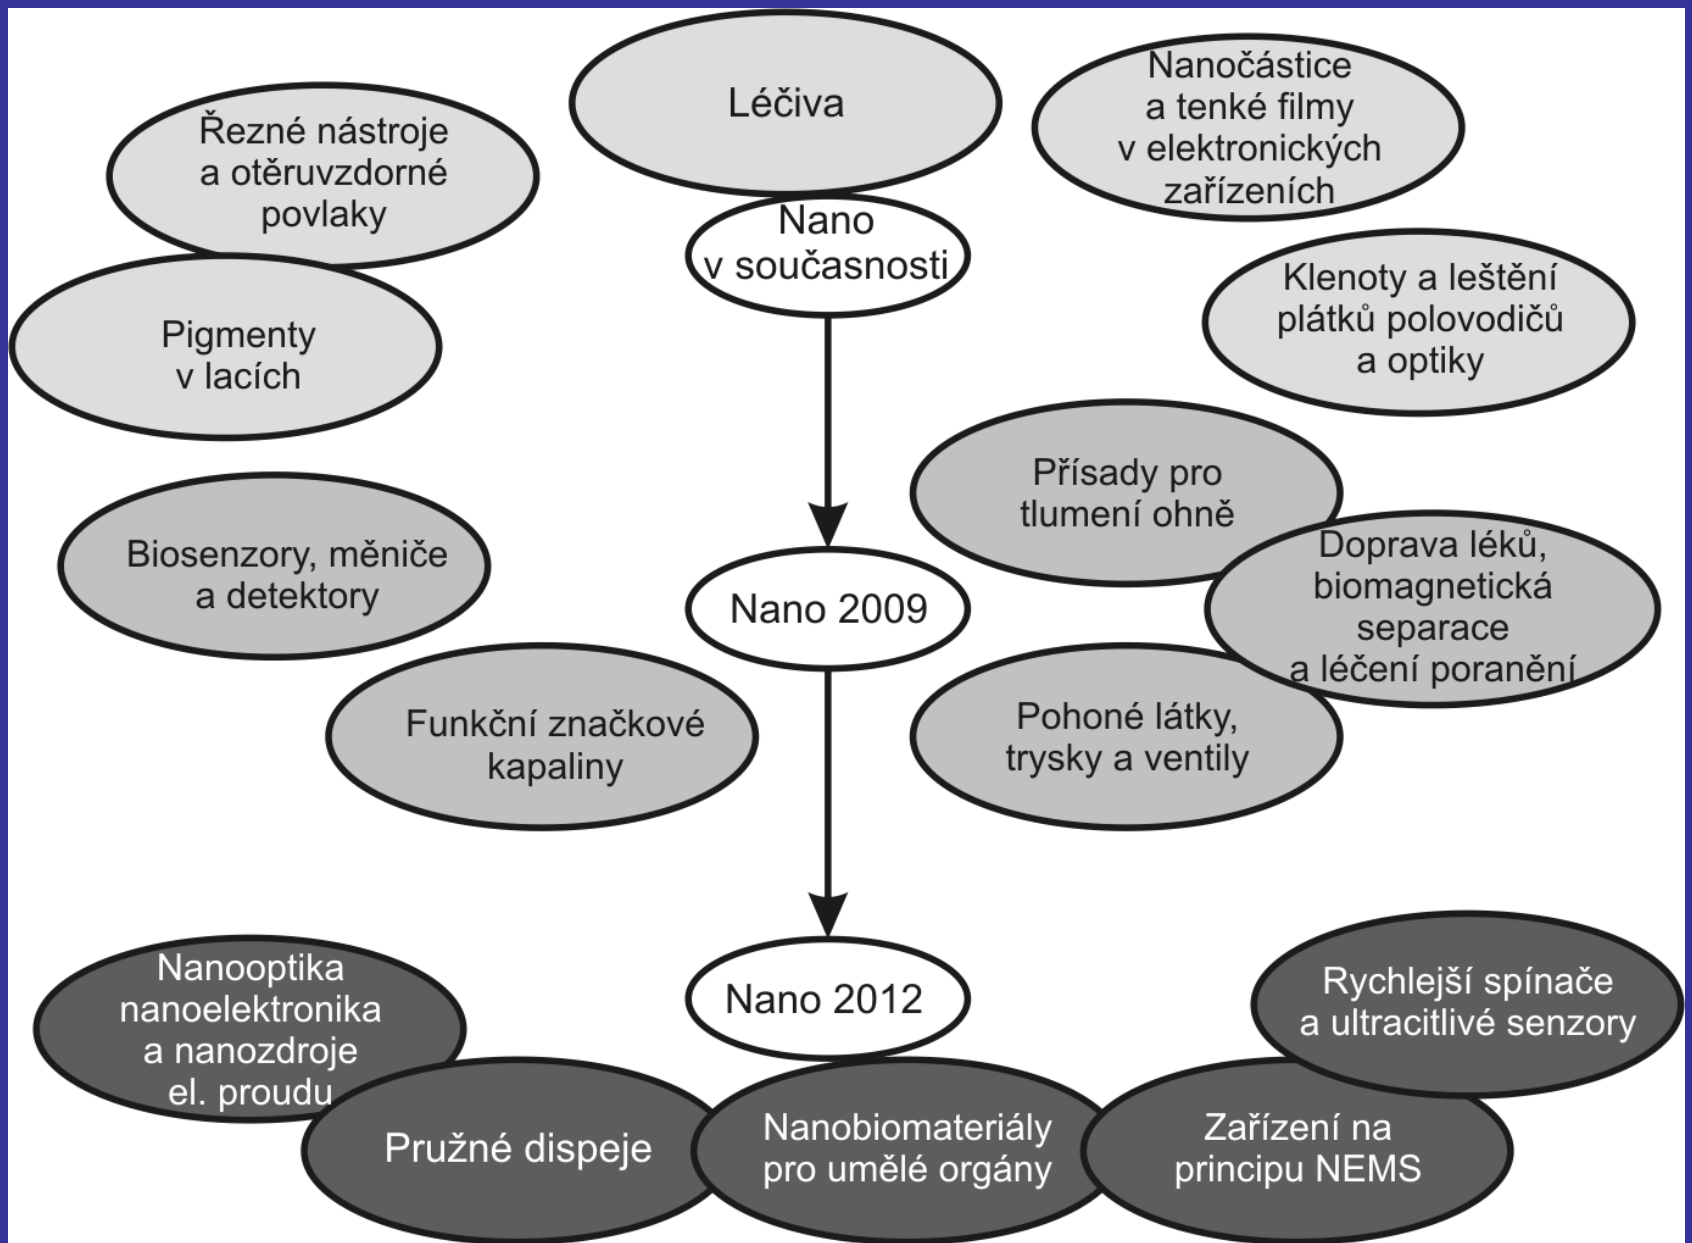 Léčiva
Nanočástice
a tenké filmy
v elektronických
zařízeních
Řezné nástroje
a otěruvzdorné
povlaky
Nano
v současnosti
Klenoty a leštění
plátků polovodičů
a optiky
Pigmenty
v lacích
Přísady pro
tlumení ohně
Biosenzory, měniče
a detektory
Doprava léků,
biomagnetická
separace
a léčení poranění
Nano 2009
Funkční značkové
kapaliny
Pohoné látky,
trysky a ventily
Nano 2012
Nanooptika
nanoelektronika
a nanozdroje
el. proudu
Rychlejší spínače
a ultracitlivé senzory
Pružné dispeje
Nanobiomateriály
pro umělé orgány
Zařízení na
principu NEMS